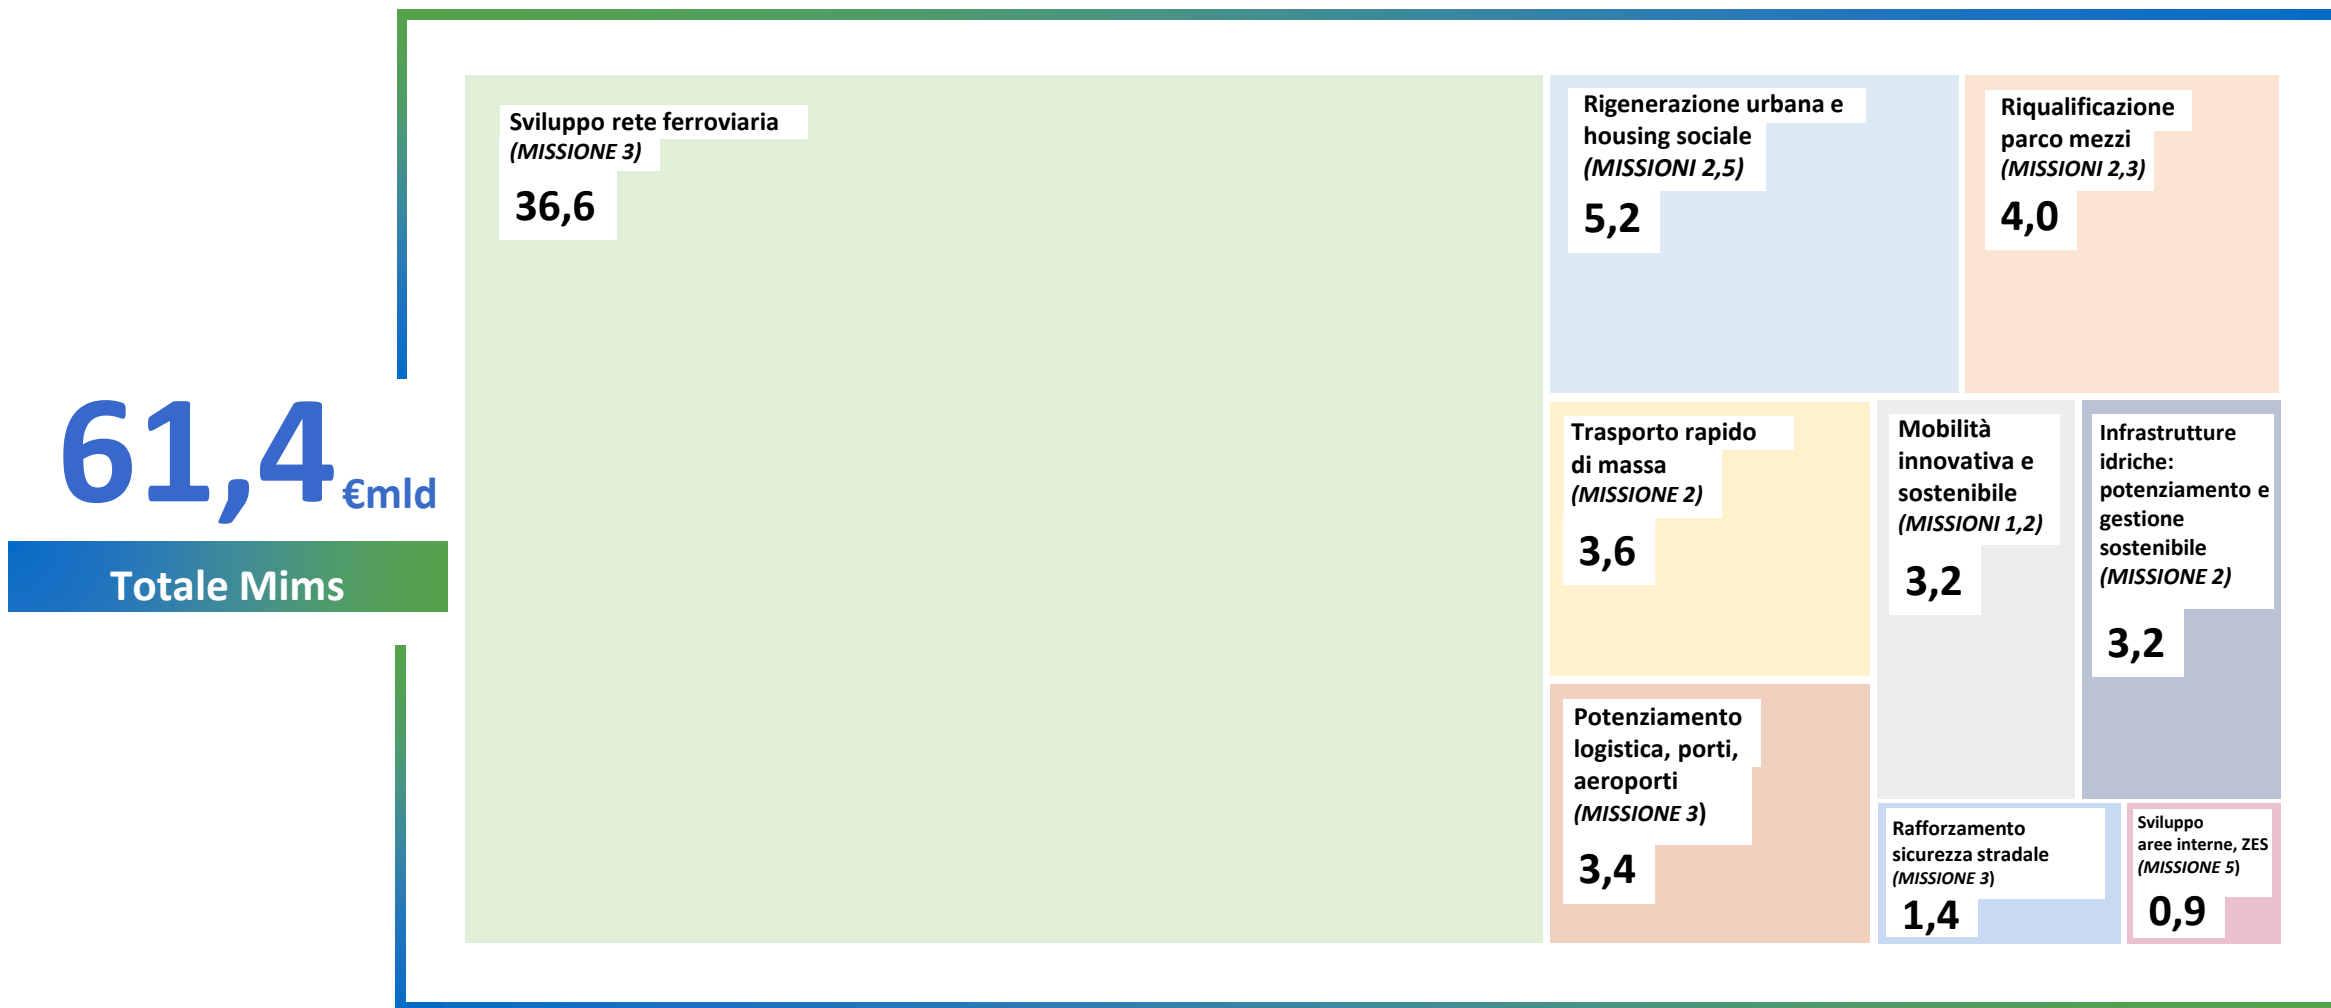 61,4 €mld
Totale Mims
Sviluppo rete ferroviaria
(MISSIONE 3)
36,6
Rigenerazione urbana e
housing sociale
(MISSIONI 2,5)
5,2
Riqualificazione
parco mezzi
(MISSIONI 2,3)
4,0
Trasporto rapido
di massa
(MISSIONE 2)
3,6
Mobilità
innovativa e
sostenibile
(MISSIONI 1,2)
3,2
Infrastrutture
idriche:
potenziamento e
gestione
sostenibile
(MISSIONE 2)
3,2
Potenziamento
logistica, porti,
aeroporti
(MISSIONE 3)
3,4
Rafforzamento
sicurezza stradale
(MISSIONE 3)
1,4
Sviluppo
aree interne, ZES
(MISSIONE 5)
0,9